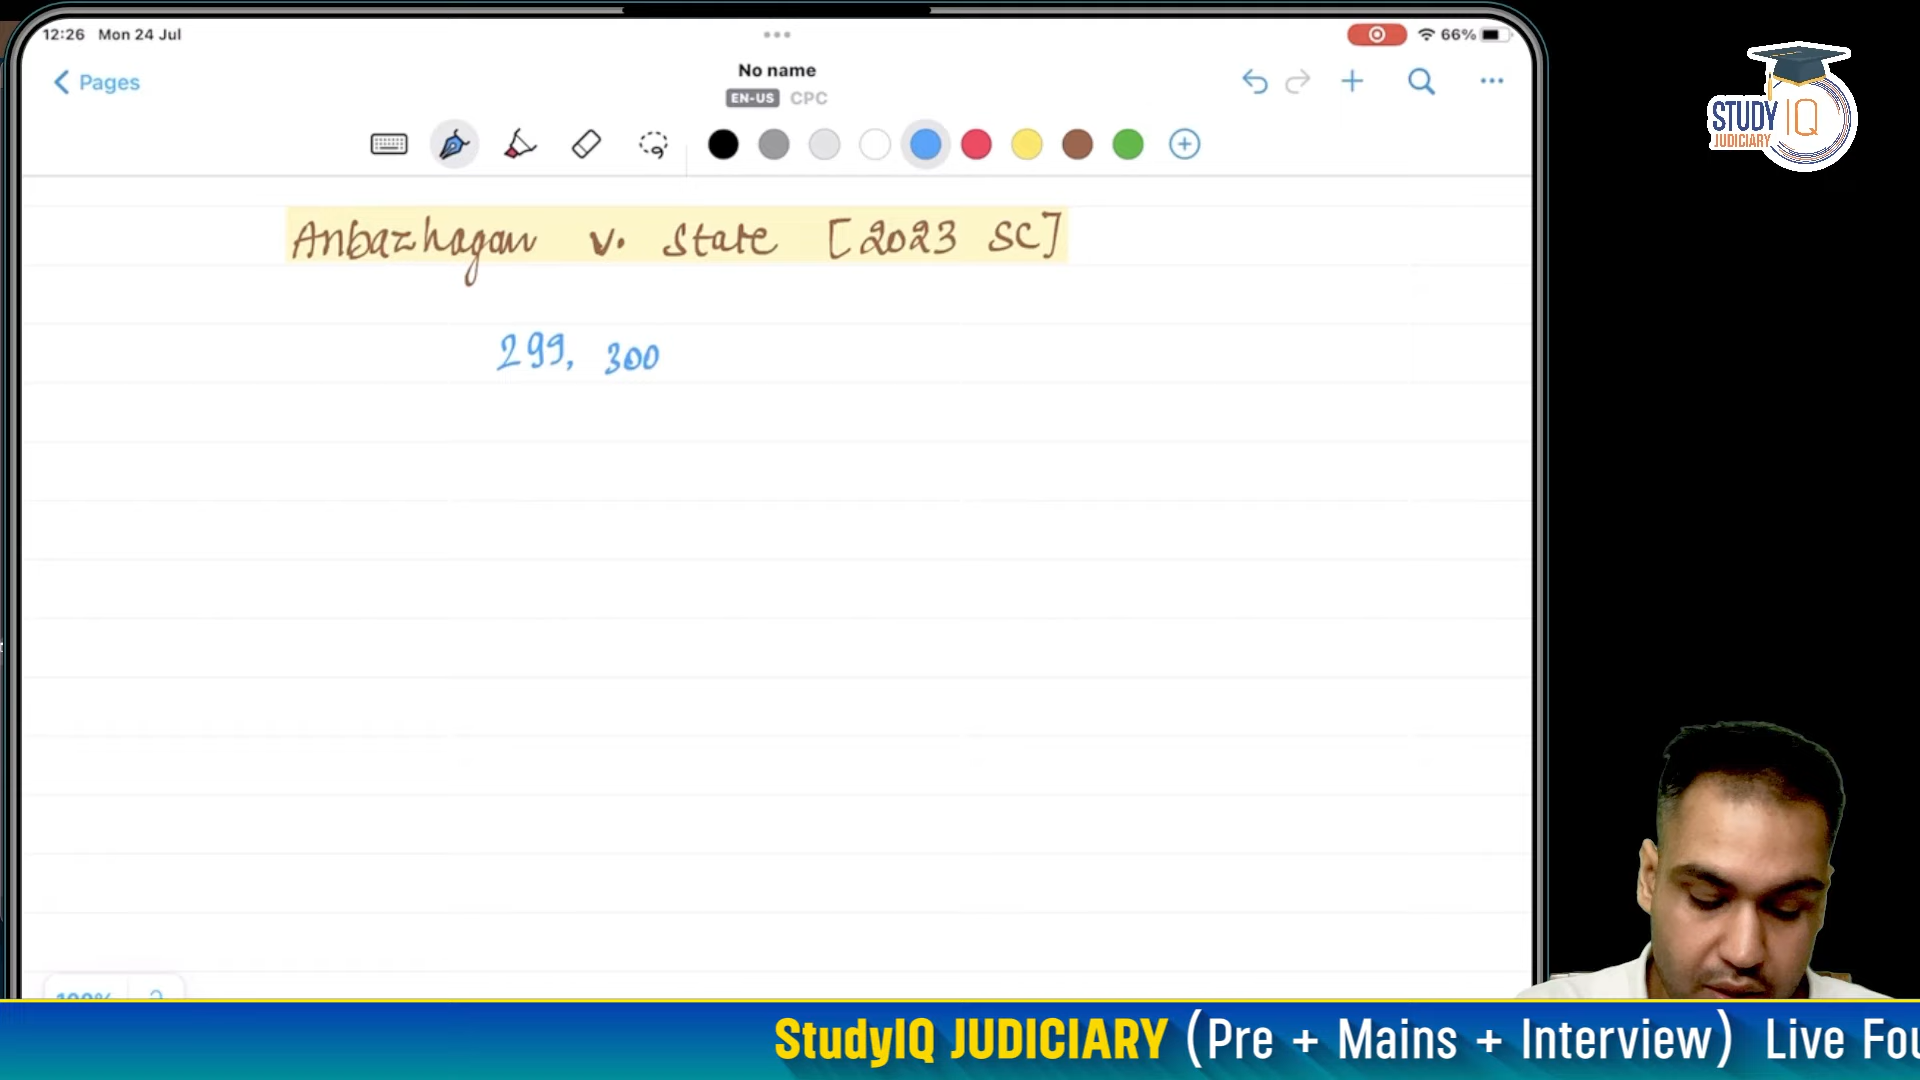 12:26 Mon 24 Jul
66%
Pages
No name
EN-US CPC
STUDY IQ
JUDICIARY
Anbazhagan v. State [2023 SC]
299, 300
100%
StudyIQ JUDICIARY (Pre + Mains + Interview) Live Fou